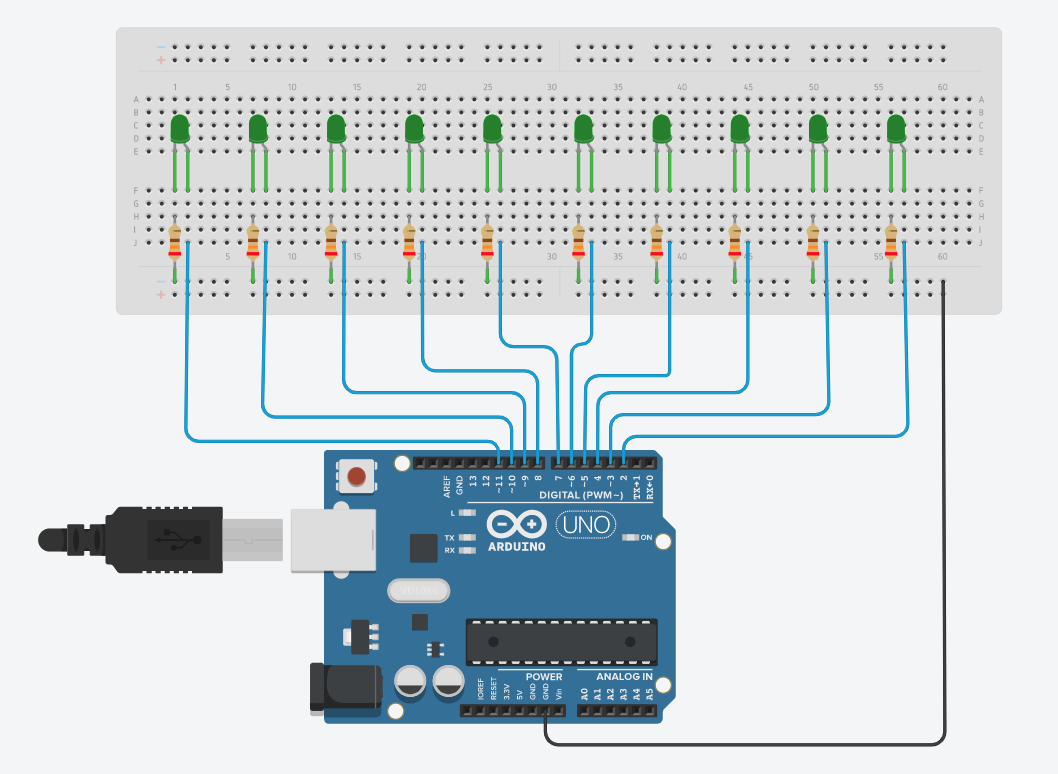 − −
+ +
1 5 10 15 20 25 30 35 40 45 50 55 60
A A
B B
C C
D D
E E
F F
G G
H H
I I
J J
5 10 15 20 25 30 35 40 45 50 55 60
−
+
AREF GND 13 12 ~11 ~10 ~9 8 7 ~6 ~5 4 ~3 2 TX→1 RX←0
DIGITAL (PWM~)
L
UNO
TX ON
RX ARDUINO
POWER ANALOG IN
IOREF RESET 3.3V 5V GND GND Vin A0 A1 A2 A3 A4 A5